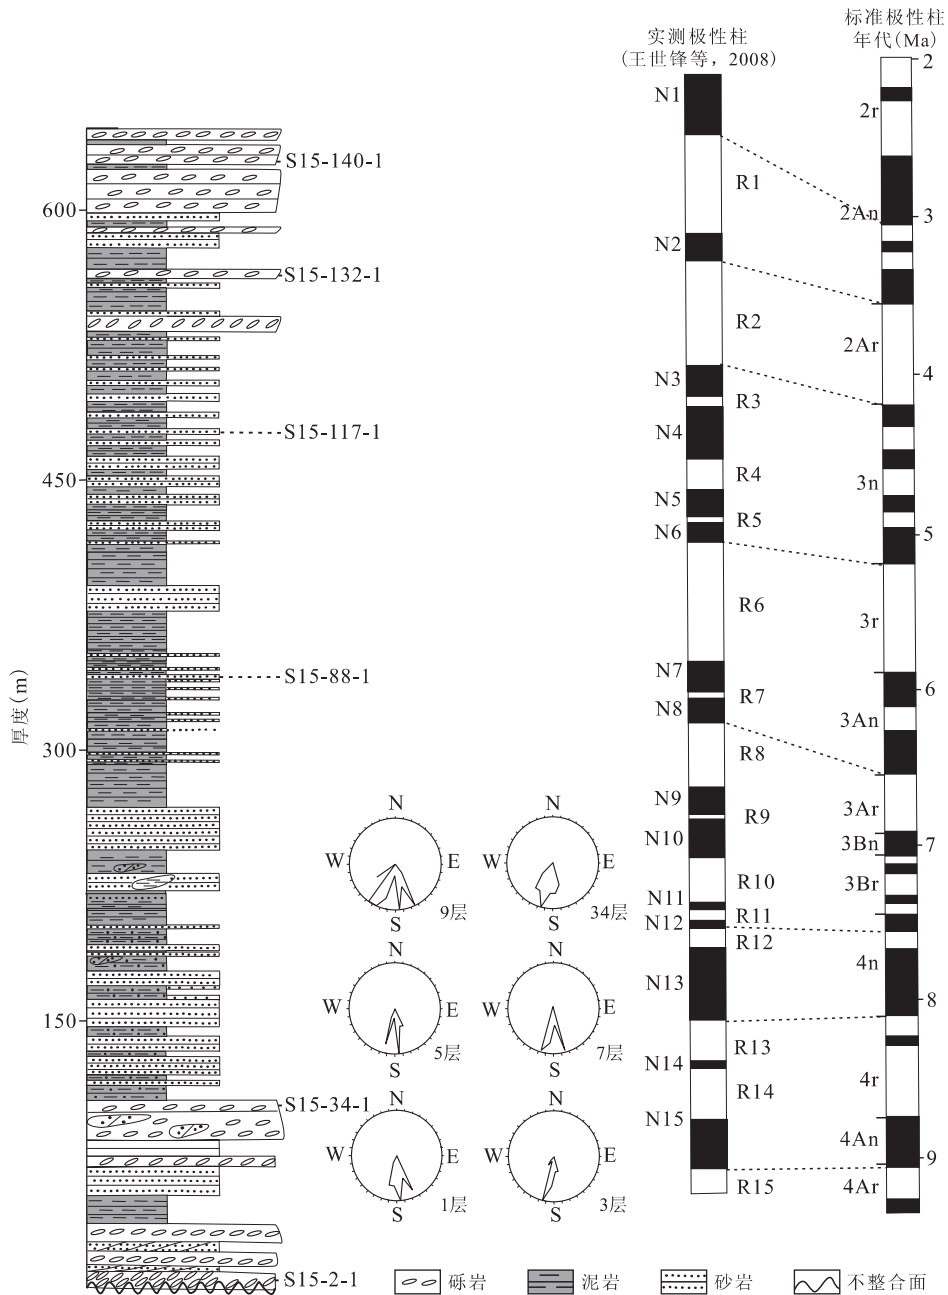 实测极性柱
(王世锋等，2008)
标准极性柱
年代(Ma)
厚度(m)
600
450
300
150
S15-140-1
S15-132-1
S15-117-1
S15-88-1
S15-34-1
S15-2-1
N
W
E
S
9层
N
W
E
S
34层
N
W
E
S
5层
N
W
E
S
7层
N
W
E
S
1层
N
W
E
S
3层
N1
N2
N3
N4
N5
N6
N7
N8
N9
N10
N11
N12
N13
N14
N15
R1
R2
R3
R4
R5
R6
R7
R8
R9
R10
R11
R12
R13
R14
R15
2r
2An
2Ar
3n
3r
3An
3Ar
3Bn
3Br
4n
4r
4An
4Ar
2
3
4
5
6
7
8
9
砾岩
泥岩
砂岩
不整合面